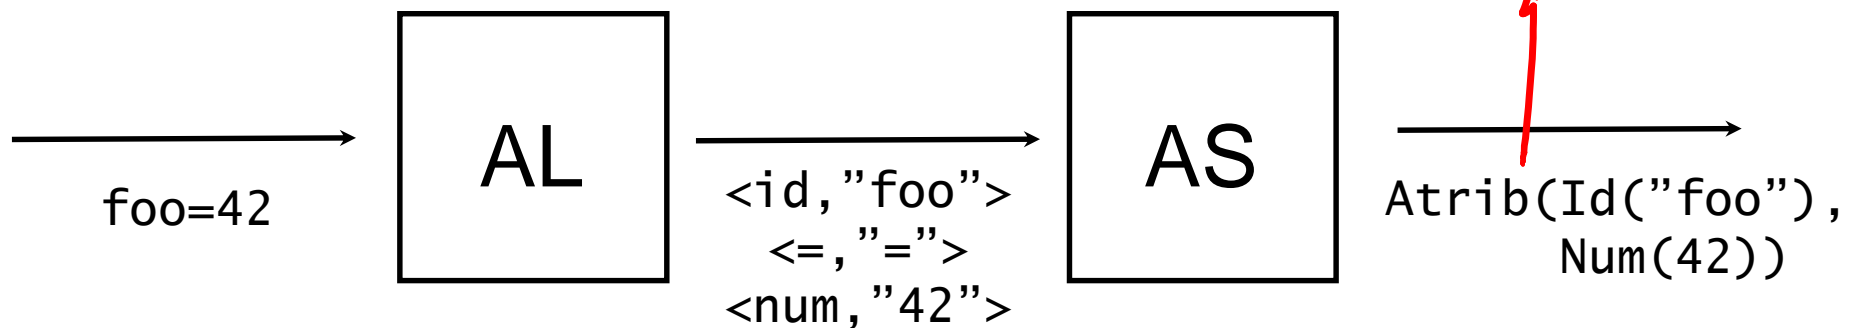 foo=42
AL
<id,”foo”>
<=,”=”>
<num,”42”>
AS
Atrib(Id(”foo”),
Num(42))